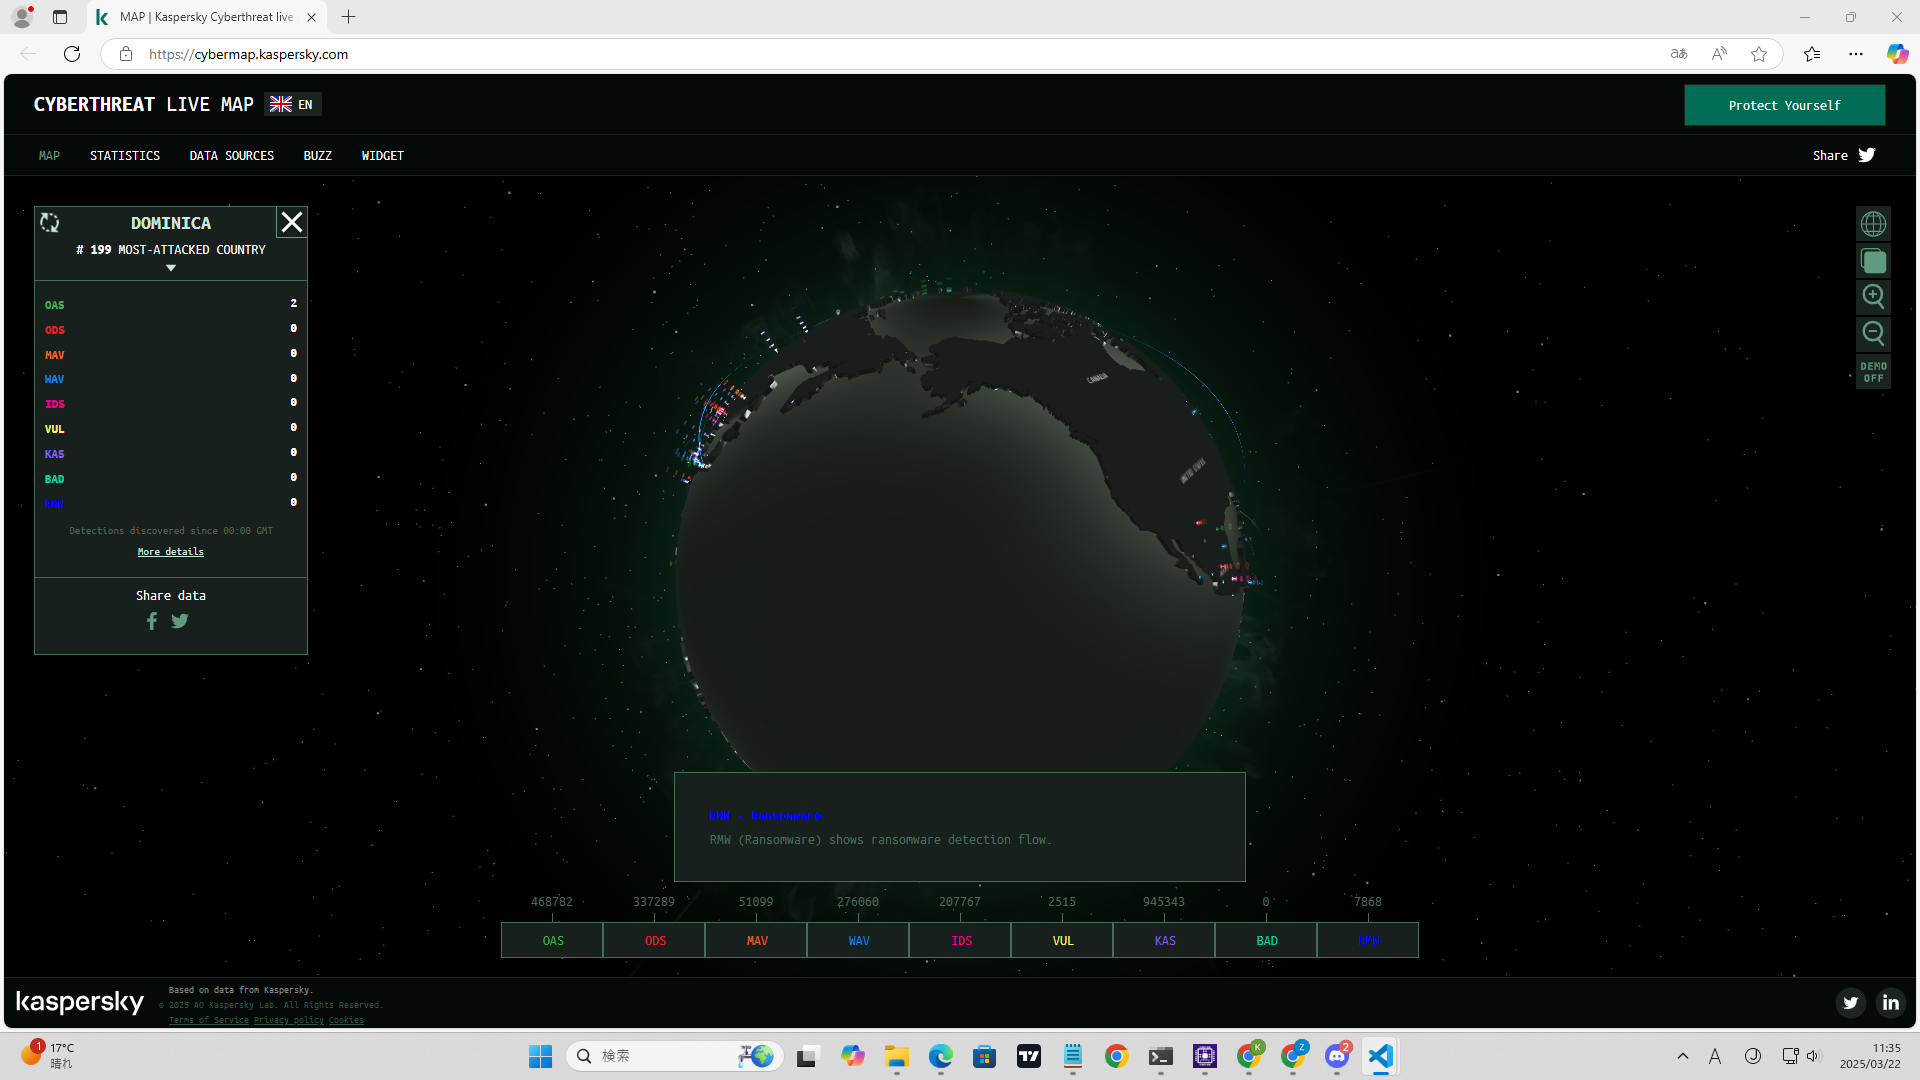 MAP | Kaspersky Cyberthreat live
https://cybermap.kaspersky.com
CYBERTHREAT LIVE MAP
EN
Protect Yourself
MAP
STATISTICS
DATA SOURCES
BUZZ
WIDGET
Share
DOMINICA
# 199 MOST-ATTACKED COUNTRY
OAS 2
ODS 0
MAV 0
WAV 0
IDS 0
VUL 0
KAS 0
BAD 0
RMW 0
Detections discovered since 00:00 GMT
More details
Share data
DEMO
OFF
CANADA
RMW - Ransomware
RMW (Ransomware) shows ransomware detection flow.
468782
337289
51099
276060
207767
2515
945343
0
7868
OAS
ODS
MAV
WAV
IDS
VUL
KAS
BAD
RMW
kaspersky
Based on data from Kaspersky.
© 2025 AO Kaspersky Lab. All Rights Reserved.
Terms of Service Privacy policy Cookies
1
17°C
晴れ
検索
K
Z
2
A
11:35
2025/03/22